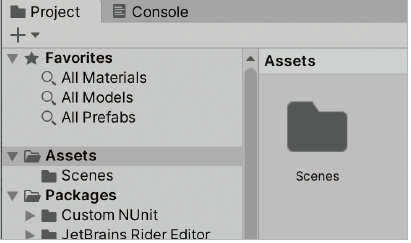 Project
Console
Favorites
All Materials
All Models
All Prefabs
Assets
Scenes
Packages
Custom NUnit
JetBrains Rider Editor
Assets
Scenes